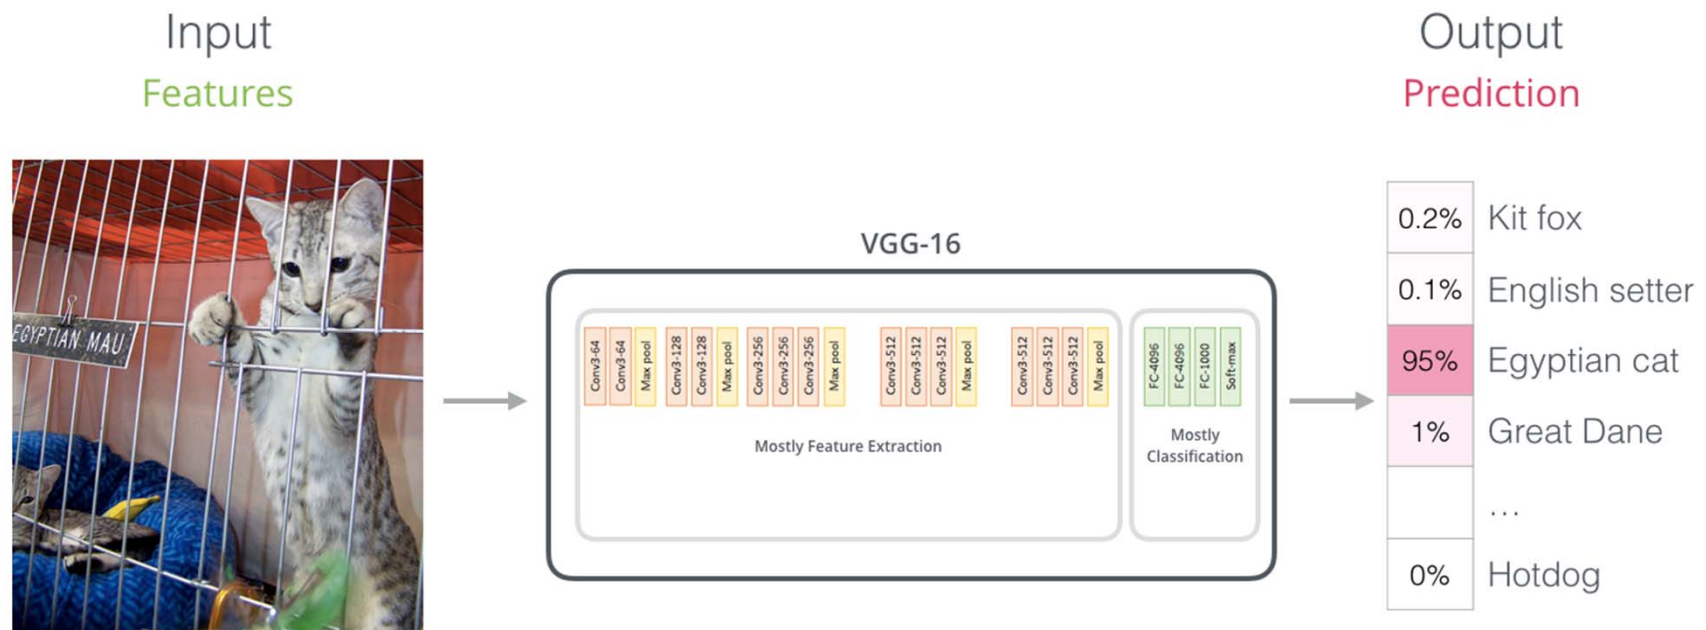 Input
Features
EGYPTIAN MAU
VGG-16
Conv3-64
Conv3-64
Max pool
Conv3-128
Conv3-128
Max pool
Conv3-256
Conv3-256
Conv3-256
Max pool
Conv3-512
Conv3-512
Conv3-512
Max pool
Conv3-512
Conv3-512
Conv3-512
Max pool
Mostly Feature Extraction
FC-4096
FC-4096
FC-1000
Soft-max
Mostly
Classification
Output
Prediction
0.2% Kit fox
0.1% English setter
95% Egyptian cat
1% Great Dane
...
0% Hotdog